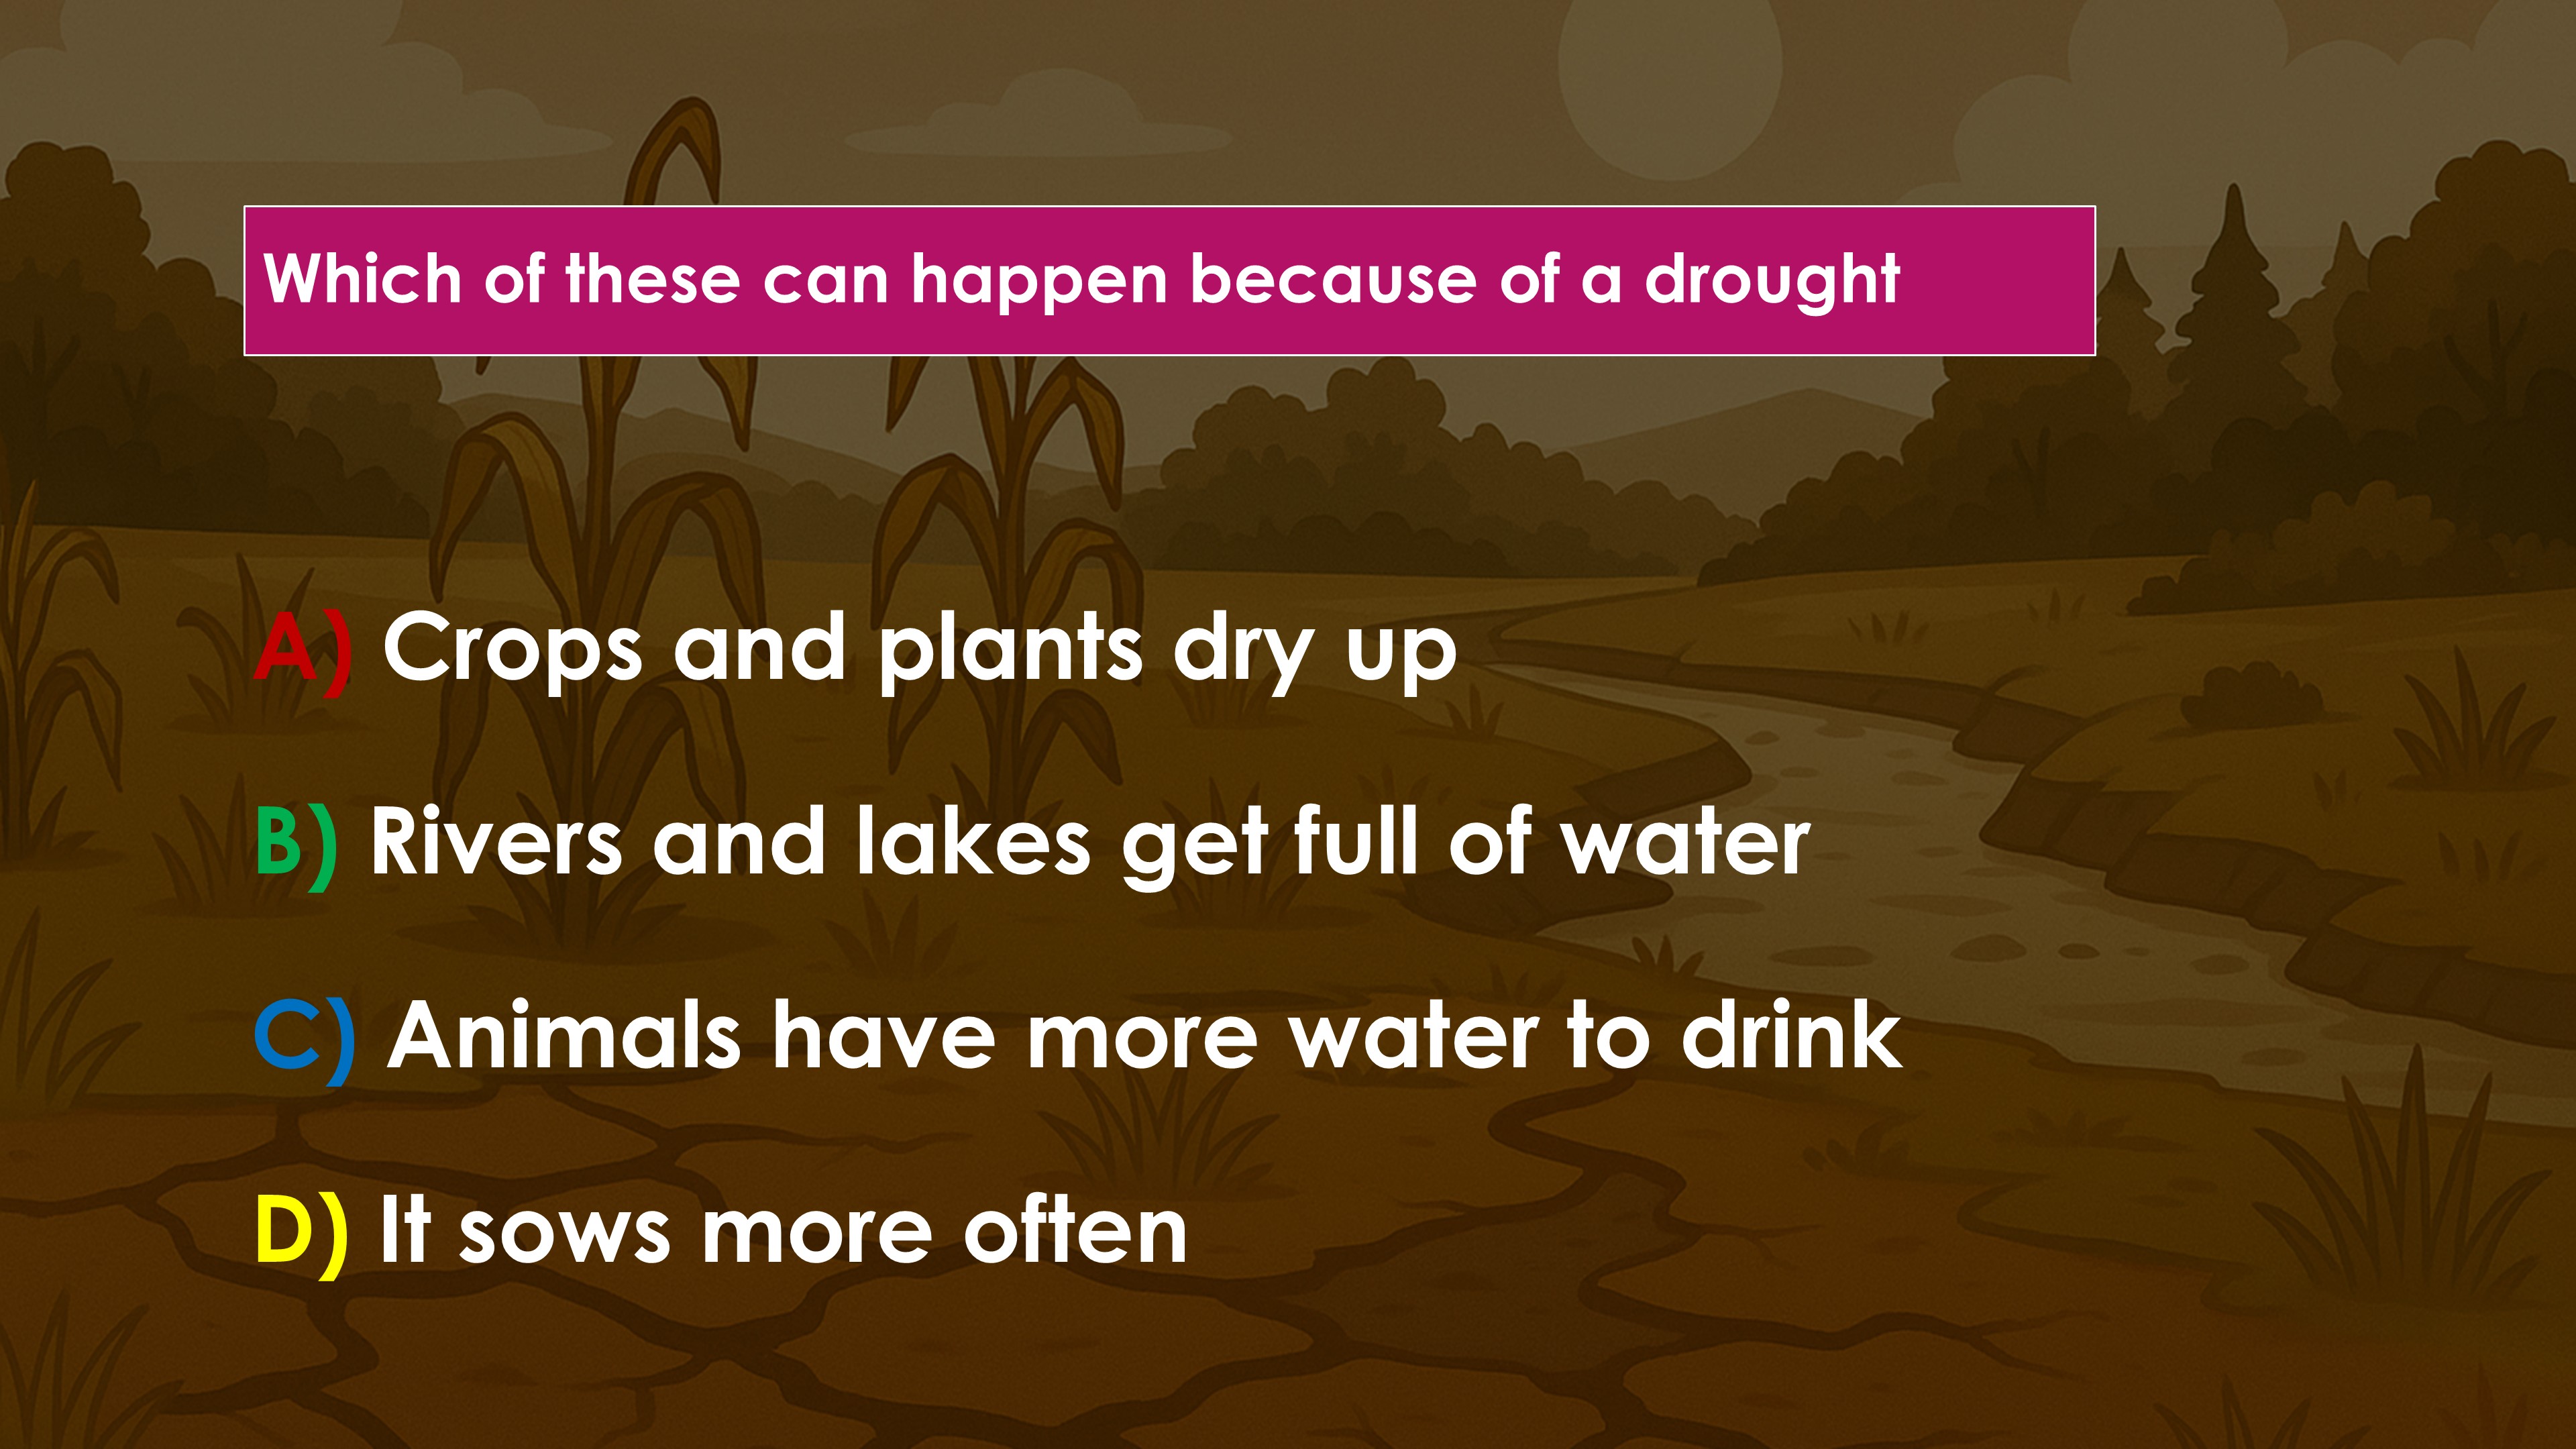 Which of these can happen because of a drought
A) Crops and plants dry up
B) Rivers and lakes get full of water
C) Animals have more water to drink
D) It sows more often